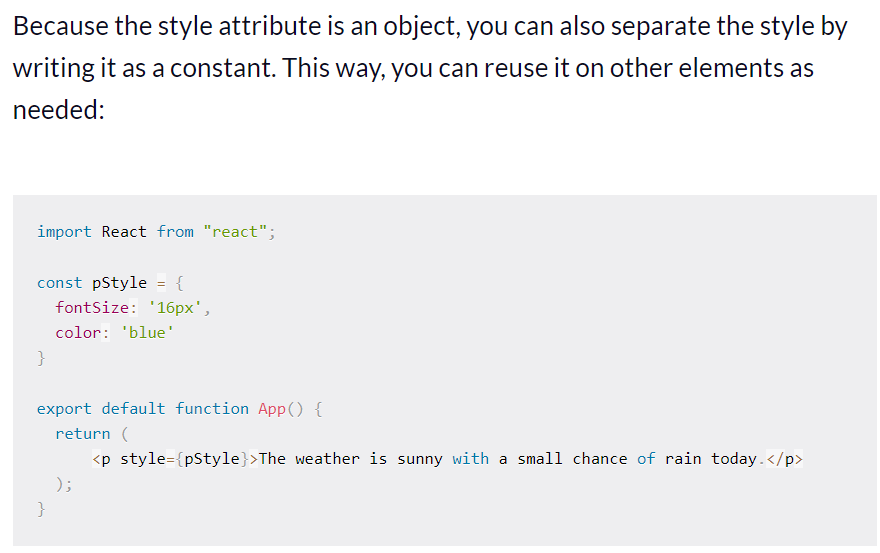 Because the style attribute is an object, you can also separate the style by
writing it as a constant. This way, you can reuse it on other elements as
needed:
import React from "react";
const pStyle = {
  fontSize: '16px',
  color: 'blue'
}
export default function App() {
  return (
      <p style={pStyle}>The weather is sunny with a small chance of rain today.</p>
  );
}